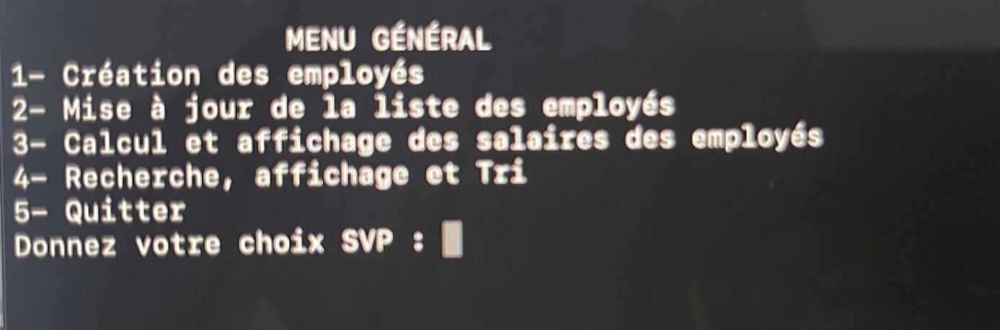 MENU GÉNÉRAL
1- Création des employés
2- Mise à jour de la liste des employés
3- Calcul et affichage des salaires des employés
4- Recherche, affichage et Tri
5- Quitter
Donnez votre choix SVP :